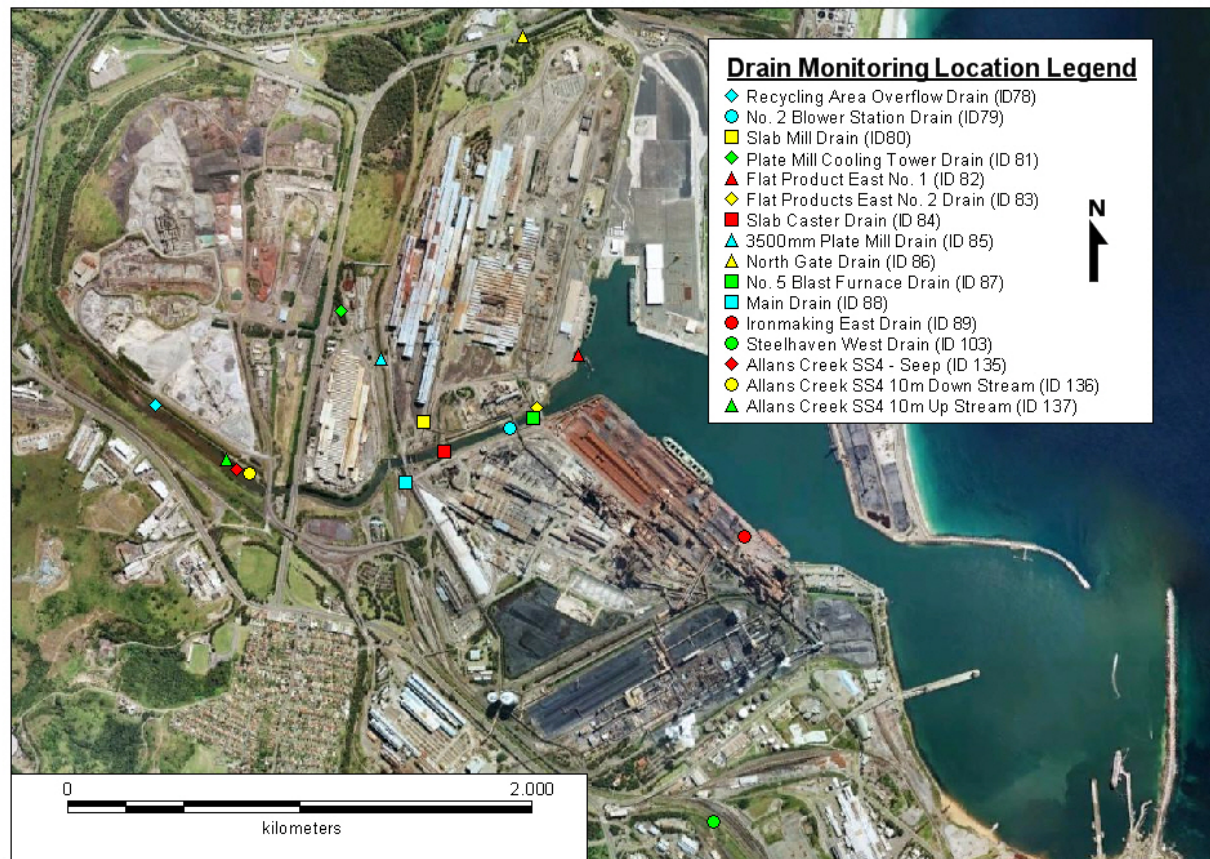 Drain Monitoring Location Legend
Recycling Area Overflow Drain (ID78)
No. 2 Blower Station Drain (ID79)
Slab Mill Drain (ID80)
Plate Mill Cooling Tower Drain (ID 81)
Flat Product East No. 1 (ID 82)
Flat Products East No. 2 Drain (ID 83)
Slab Caster Drain (ID 84)
3500mm Plate Mill Drain (ID 85)
North Gate Drain (ID 86)
No. 5 Blast Furnace Drain (ID 87)
Main Drain (ID 88)
Ironmaking East Drain (ID 89)
Steelhaven West Drain (ID 103)
Allans Creek SS4 - Seep (ID 135)
Allans Creek SS4 10m Down Stream (ID 136)
Allans Creek SS4 10m Up Stream (ID 137)
N
0 2.000
kilometers